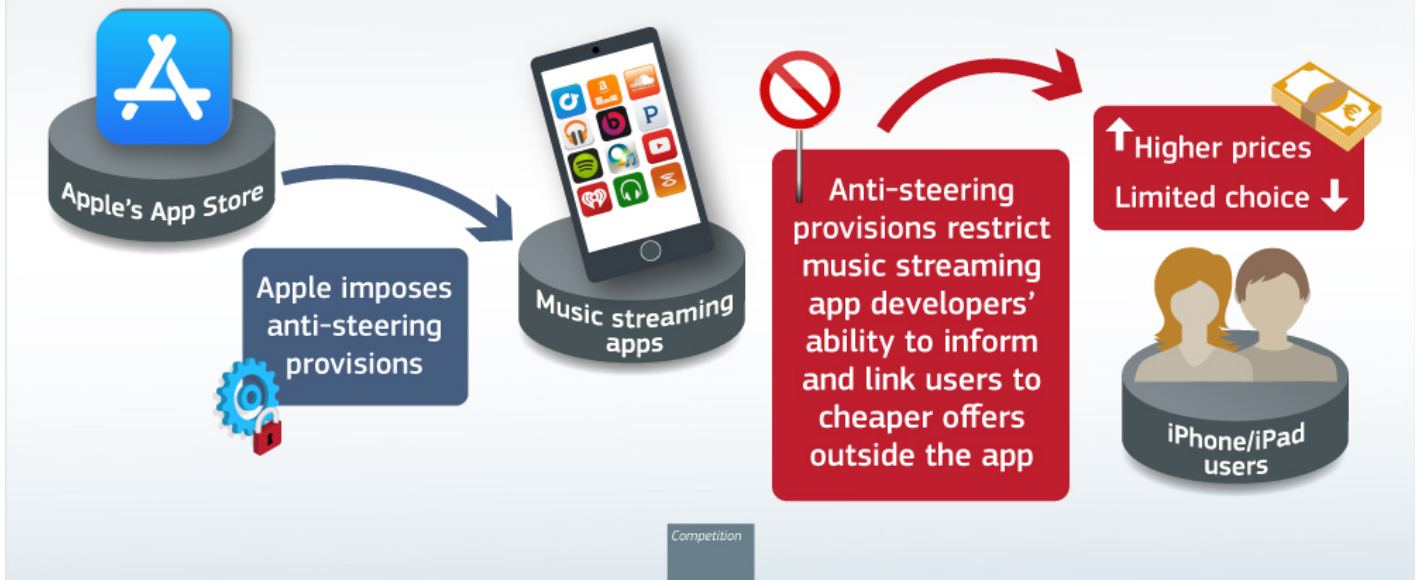 Apple's App Store
Apple imposes
anti-steering
provisions
Music streaming
apps
Anti-steering
provisions restrict
music streaming
app developers'
ability to inform
and link users to
cheaper offers
outside the app
Higher prices
Limited choice
iPhone/iPad
users
Competition